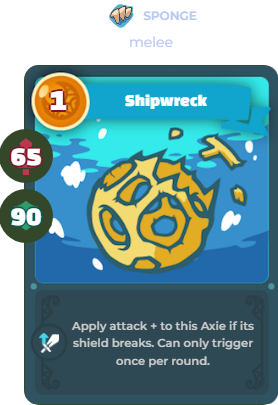 SPONGE
melee
1
Shipwreck
65
90
Apply attack + to this Axie if its
shield breaks. Can only trigger
once per round.